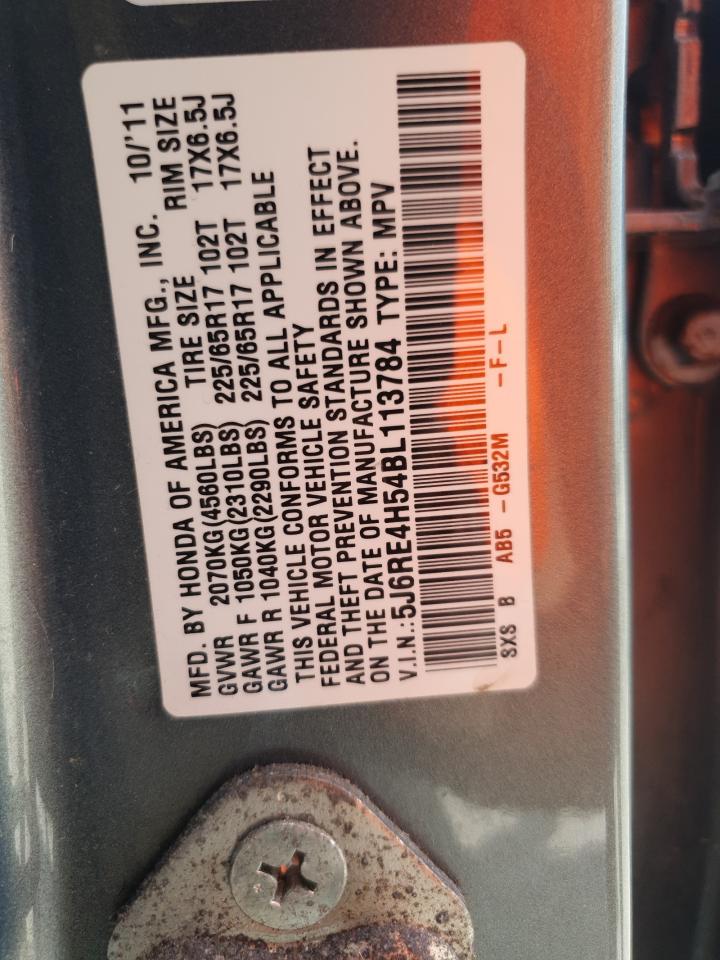 MFD. BY HONDA OF AMERICA MFG., INC. 10/'11
GVWR 2070KG(4560LBS) TIRE SIZE RIM SIZE
GAWR F 1050KG(2310LBS) 225/65R17 102T 17X6.5J
GAWR R 1040KG(2290LBS) 225/65R17 102T 17X6.5J
THIS VEHICLE CONFORMS TO ALL APPLICABLE
FEDERAL MOTOR VEHICLE SAFETY
AND THEFT PREVENTION STANDARDS IN EFFECT
ON THE DATE OF MANUFACTURE SHOWN ABOVE.
V.I.N.:5J6RE4H54BL113784 TYPE: MPV
SXS B AB5 -G532M -F-L